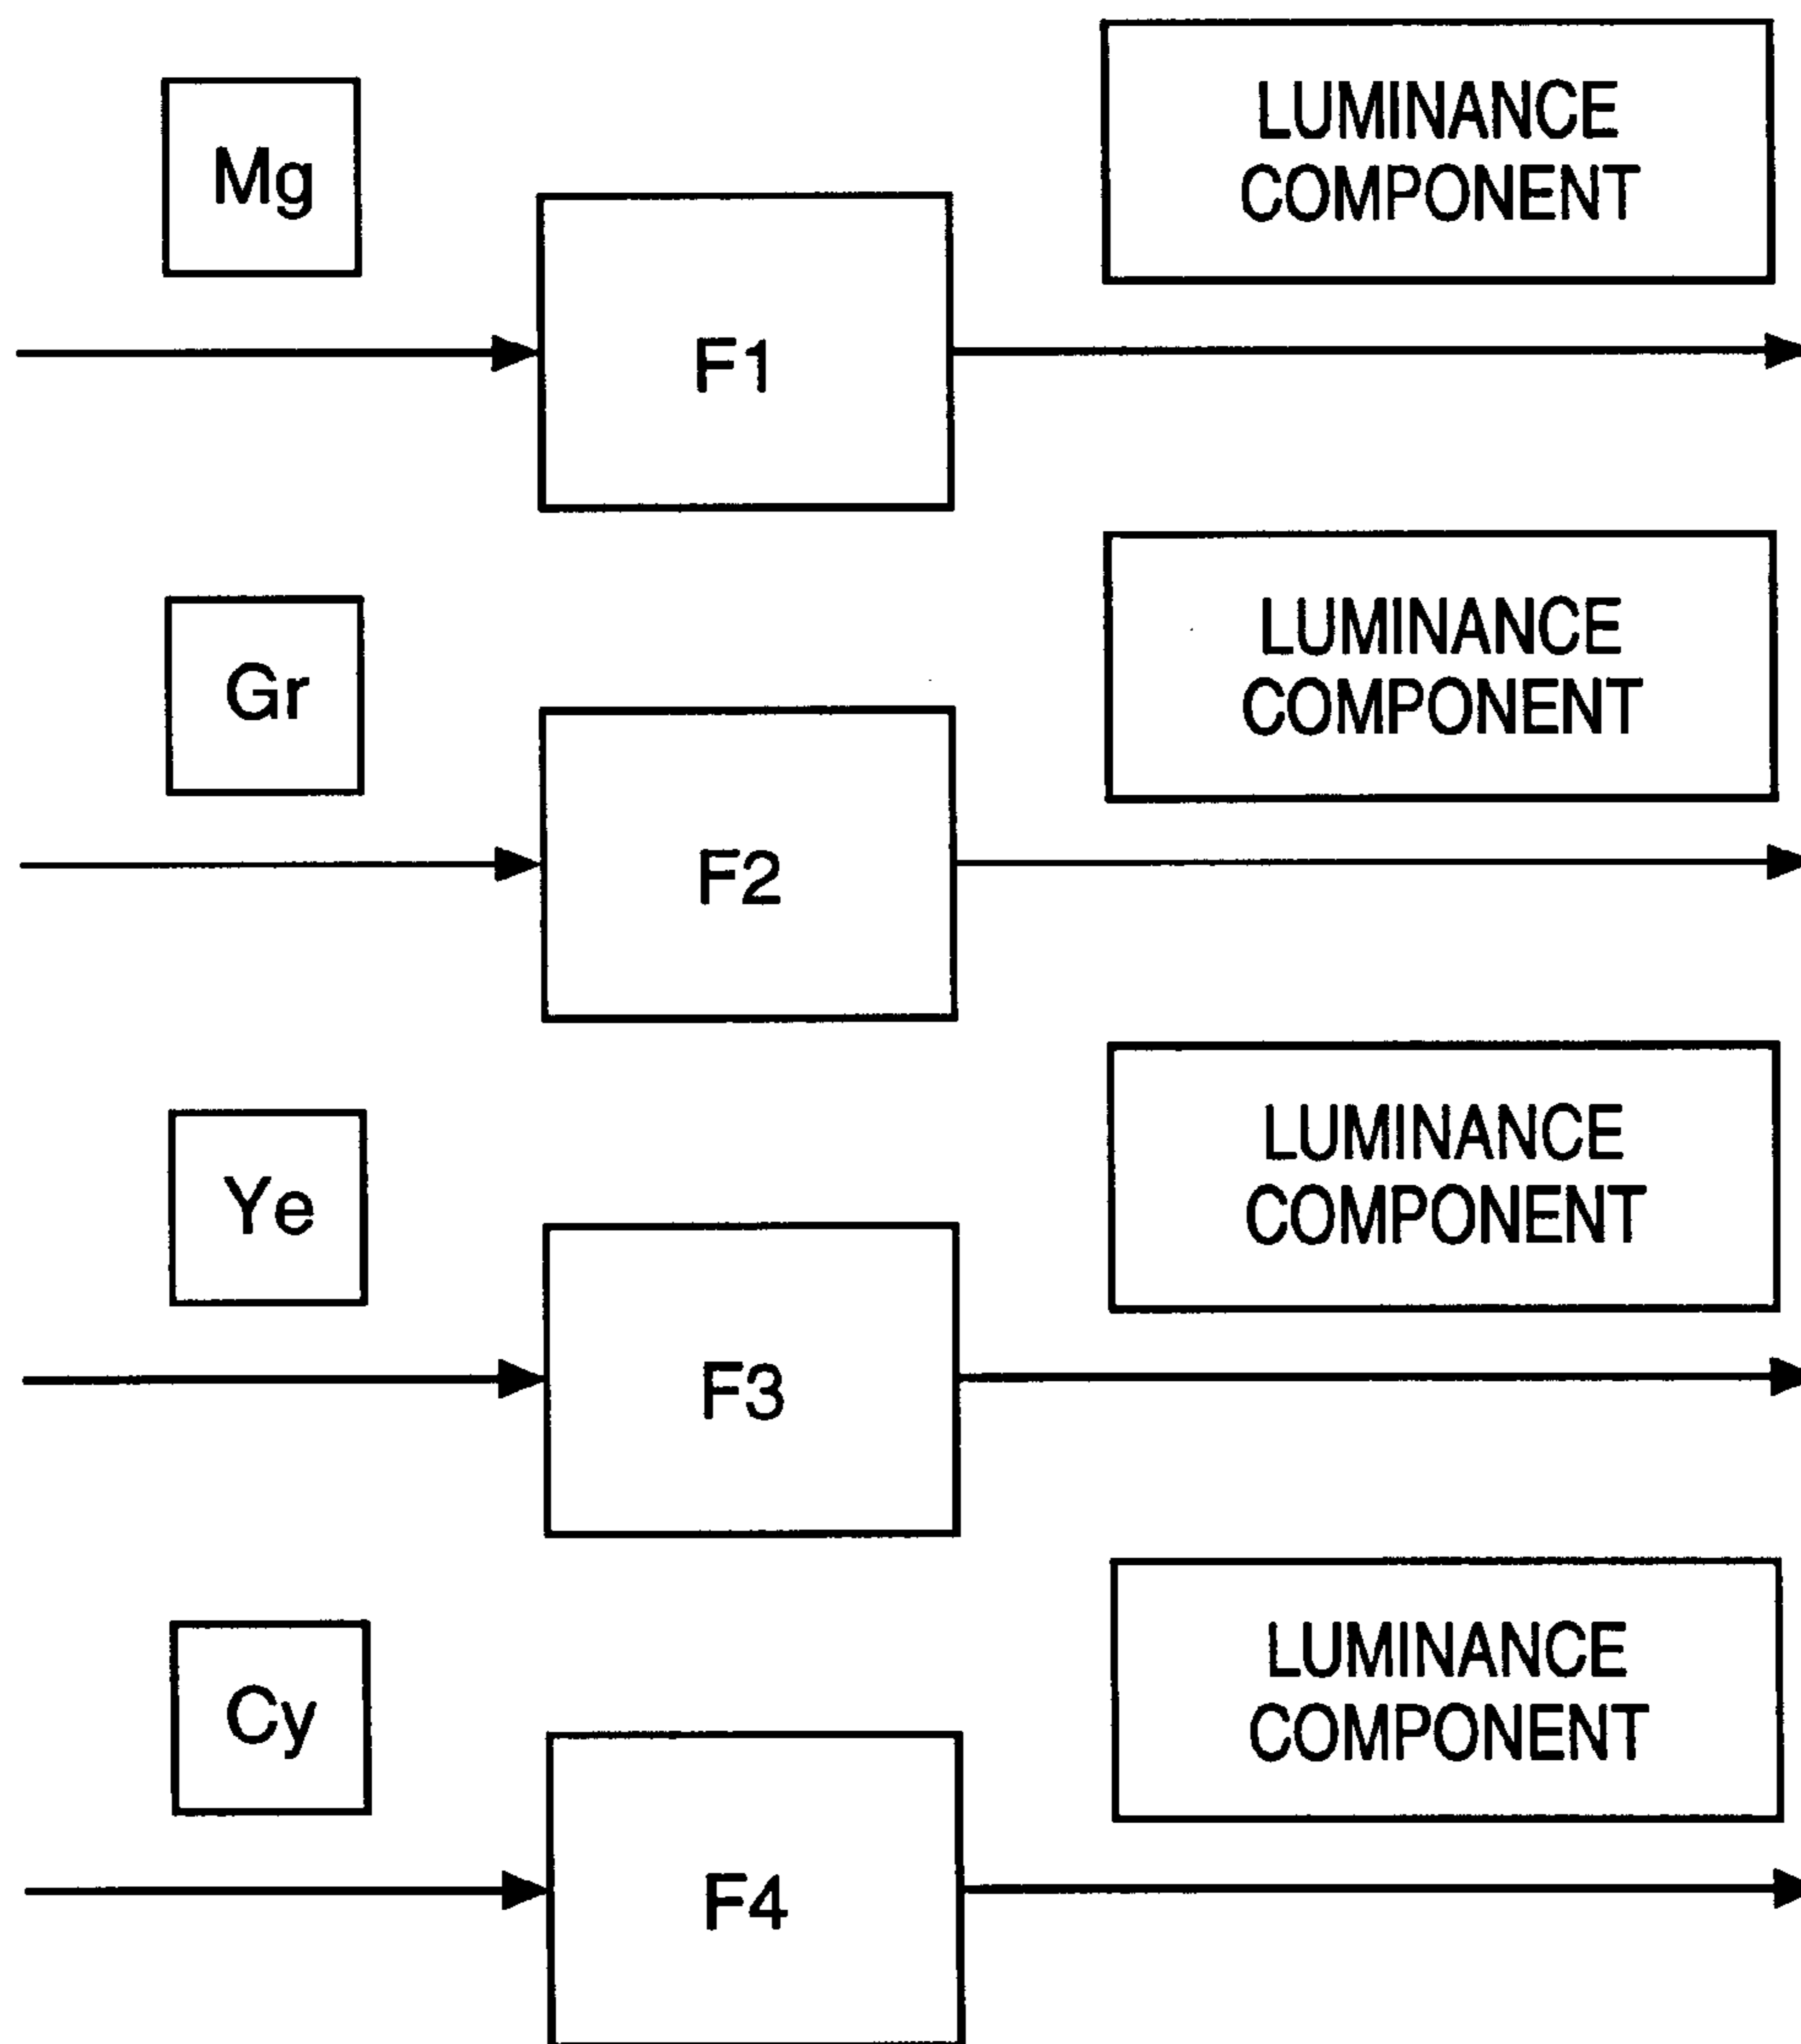 Mg
LUMINANCE
COMPONENT
F1
Gr
LUMINANCE
COMPONENT
F2
Ye
LUMINANCE
COMPONENT
F3
Cy
LUMINANCE
COMPONENT
F4